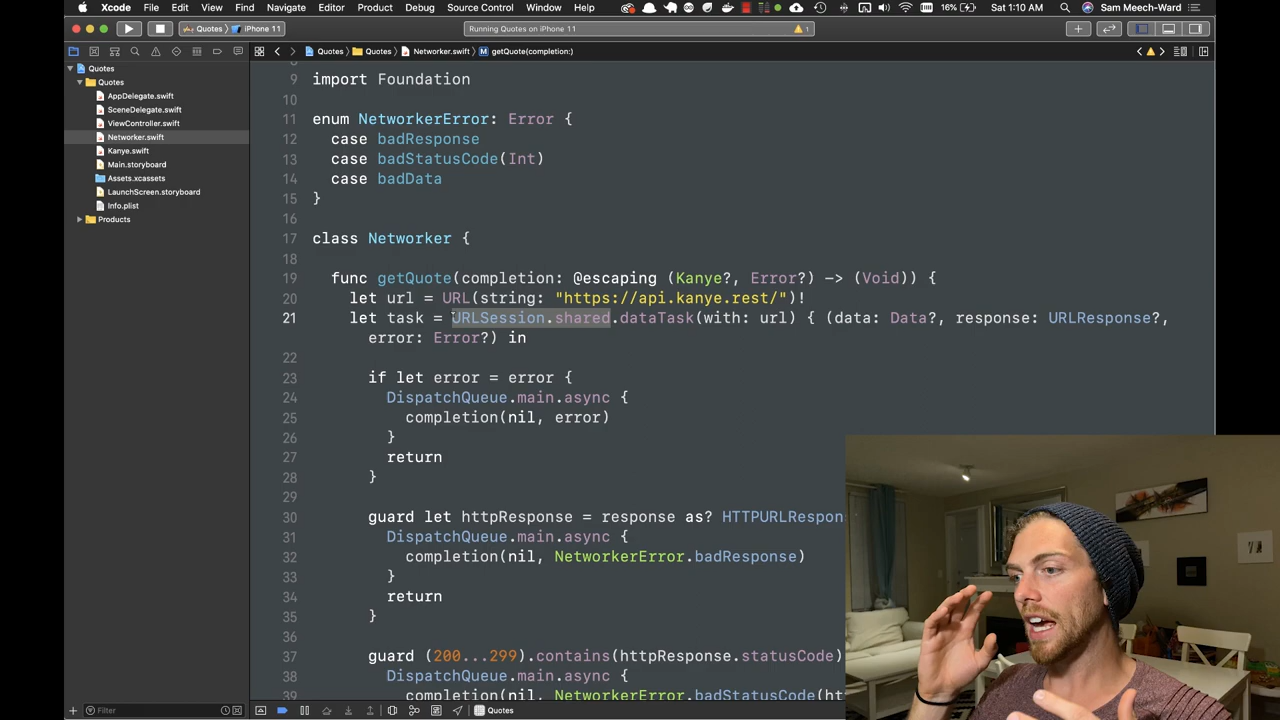 Xcode File Edit View Find Navigate Editor Product Debug Source Control Window Help 16% Sat 1:10 AM Sam Meech-Ward
Quotes iPhone 11 Running Quotes on iPhone 11 1
Quotes Quotes Networker.swift M getQuote(completion:)
Quotes
Quotes
AppDelegate.swift
SceneDelegate.swift
ViewController.swift
Networker.swift
Kanye.swift
Main.storyboard
Assets.xcassets
LaunchScreen.storyboard
Info.plist
Products
8
9 import Foundation
10
11 enum NetworkerError: Error {
12 case badResponse
13 case badStatusCode(Int)
14 case badData
15 }
16
17 class Networker {
18
19 func getQuote(completion: @escaping (Kanye?, Error?) -> (Void)) {
20 let url = URL(string: "https://api.kanye.rest/")!
21 let task = URLSession.shared.dataTask(with: url) { (data: Data?, response: URLResponse?,
error: Error?) in
22
23 if let error = error {
24 DispatchQueue.main.async {
25 completion(nil, error)
26 }
27 return
28 }
29
30 guard let httpResponse = response as? HTTPURLRespon
31 DispatchQueue.main.async {
32 completion(nil, NetworkerError.badResponse)
33 }
34 return
35 }
36
37 guard (200...299).contains(httpResponse.statusCode)
38 DispatchQueue.main.async {
39 completion(nil, NetworkerError.badStatusCode(ht
Filter
Quotes